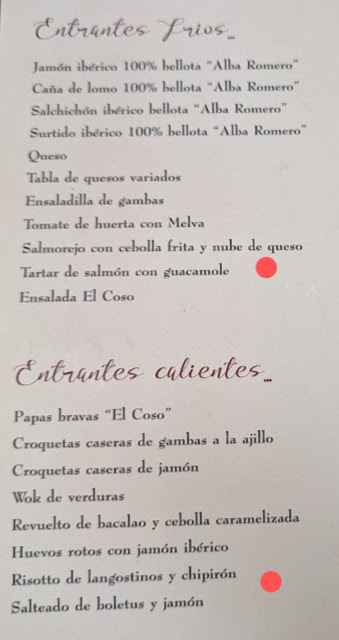 Entrantes Frios...
Jamón ibérico 100% bellota “Alba Romero”
Caña de lomo 100% bellota “Alba Romero”
Salchichón ibérico bellota “Alba Romero”
Surtido ibérico 100% bellota “Alba Romero”
Queso
Tabla de quesos variados
Ensaladilla de gambas
Tomate de huerta con Melva
Salmorejo con cebolla frita y nube de queso
Tartar de salmón con guacamole
Ensalada El Coso
Entrantes calientes...
Papas bravas “El Coso”
Croquetas caseras de gambas a la ajillo
Croquetas caseras de jamón
Wok de verduras
Revuelto de bacalao y cebolla caramelizada
Huevos rotos con jamón ibérico
Risotto de langostinos y chipirón
Salteado de boletus y jamón